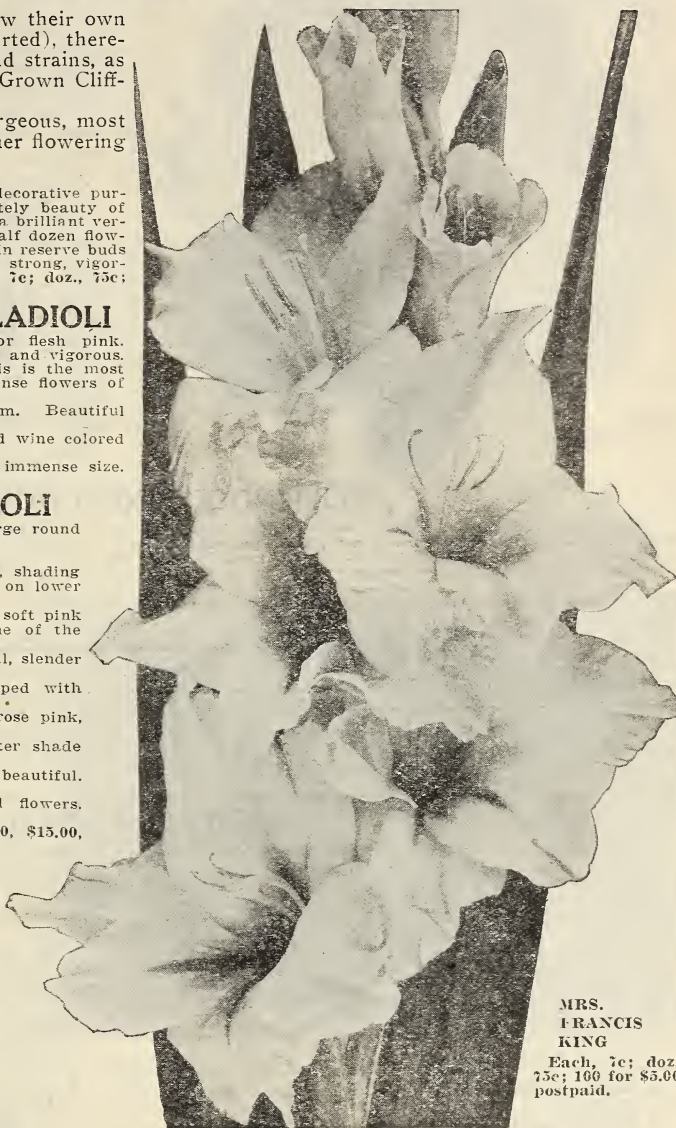 w their own
rted), there-
d strains, as
Grown Cliff-
rgeous, most
er flowering
decorative pur-
tely beauty of
a brilliant ver-
alf dozen flow-
n reserve buds
strong, vigor-
7c; doz., 75c;
LADIOLI
or flesh pink.
and vigorous.
is is the most
nse flowers of
m. Beautiful
d wine colored
immense size.
OLI
rge round
, shading
on lower
soft pink
ne of the
l, slender
ped with
rose pink,
ter shade
beautiful.
l flowers.
0, $15.00,
MRS.
FRANCIS
KING
Each, 7c; doz
75c; 100 for $5.00
postpaid.